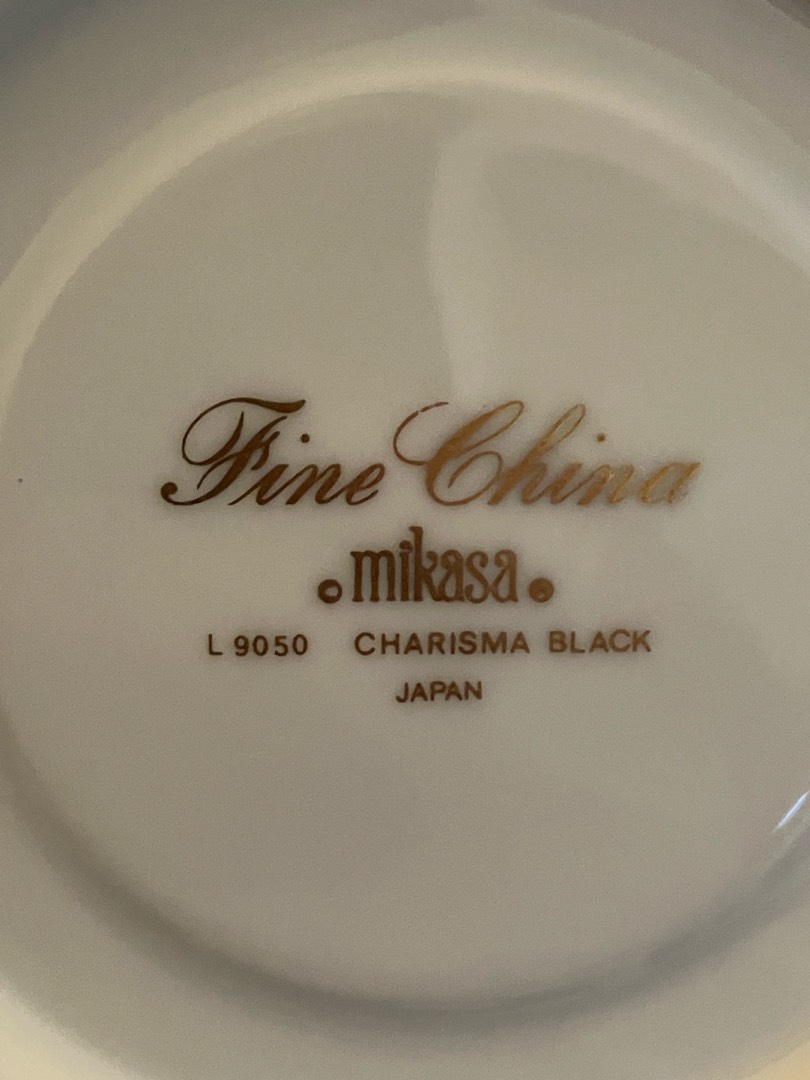 Fine China
mikasa
L 9050 CHARISMA BLACK
JAPAN